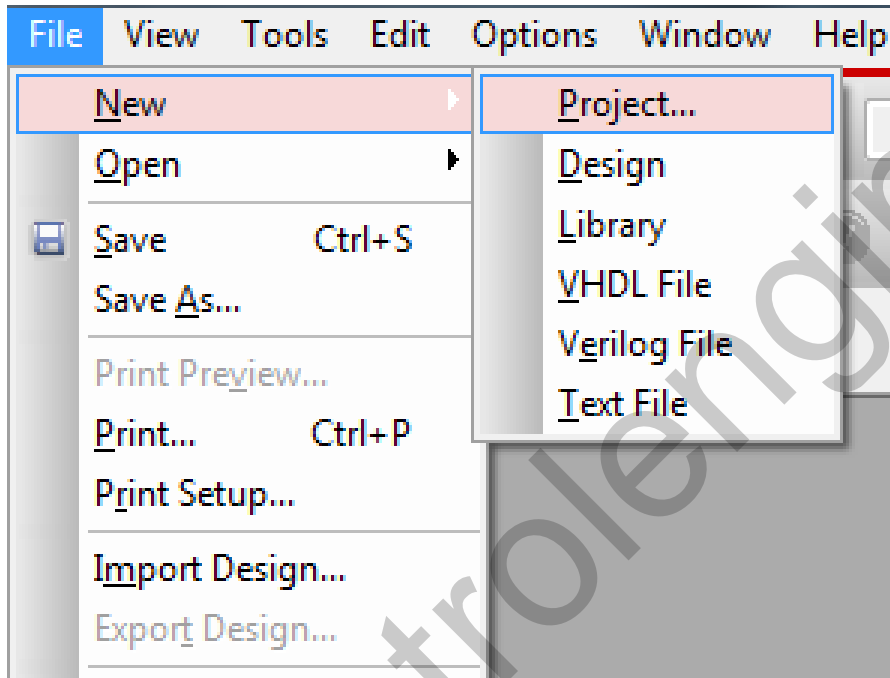 File View Tools Edit Options Window Help
New
Open
Save Ctrl+S
Save As...
Print Preview...
Print... Ctrl+P
Print Setup...
Import Design...
Export Design...
Project...
Design
Library
VHDL File
Verilog File
Text File
trolengin